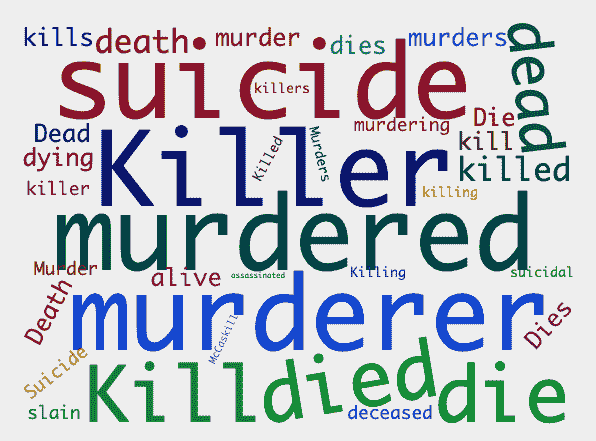 kills
death
murder
dies
murders
dead
suicide
killers
murdering
Die
Dead
kill
dying
Killer
Killed
Murders
killed
killer
killing
murdered
Murder
alive
assassinated
Killing
suicidal
Death
murderer
McCaskill
Dies
Suicide
Kill
died
die
slain
deceased